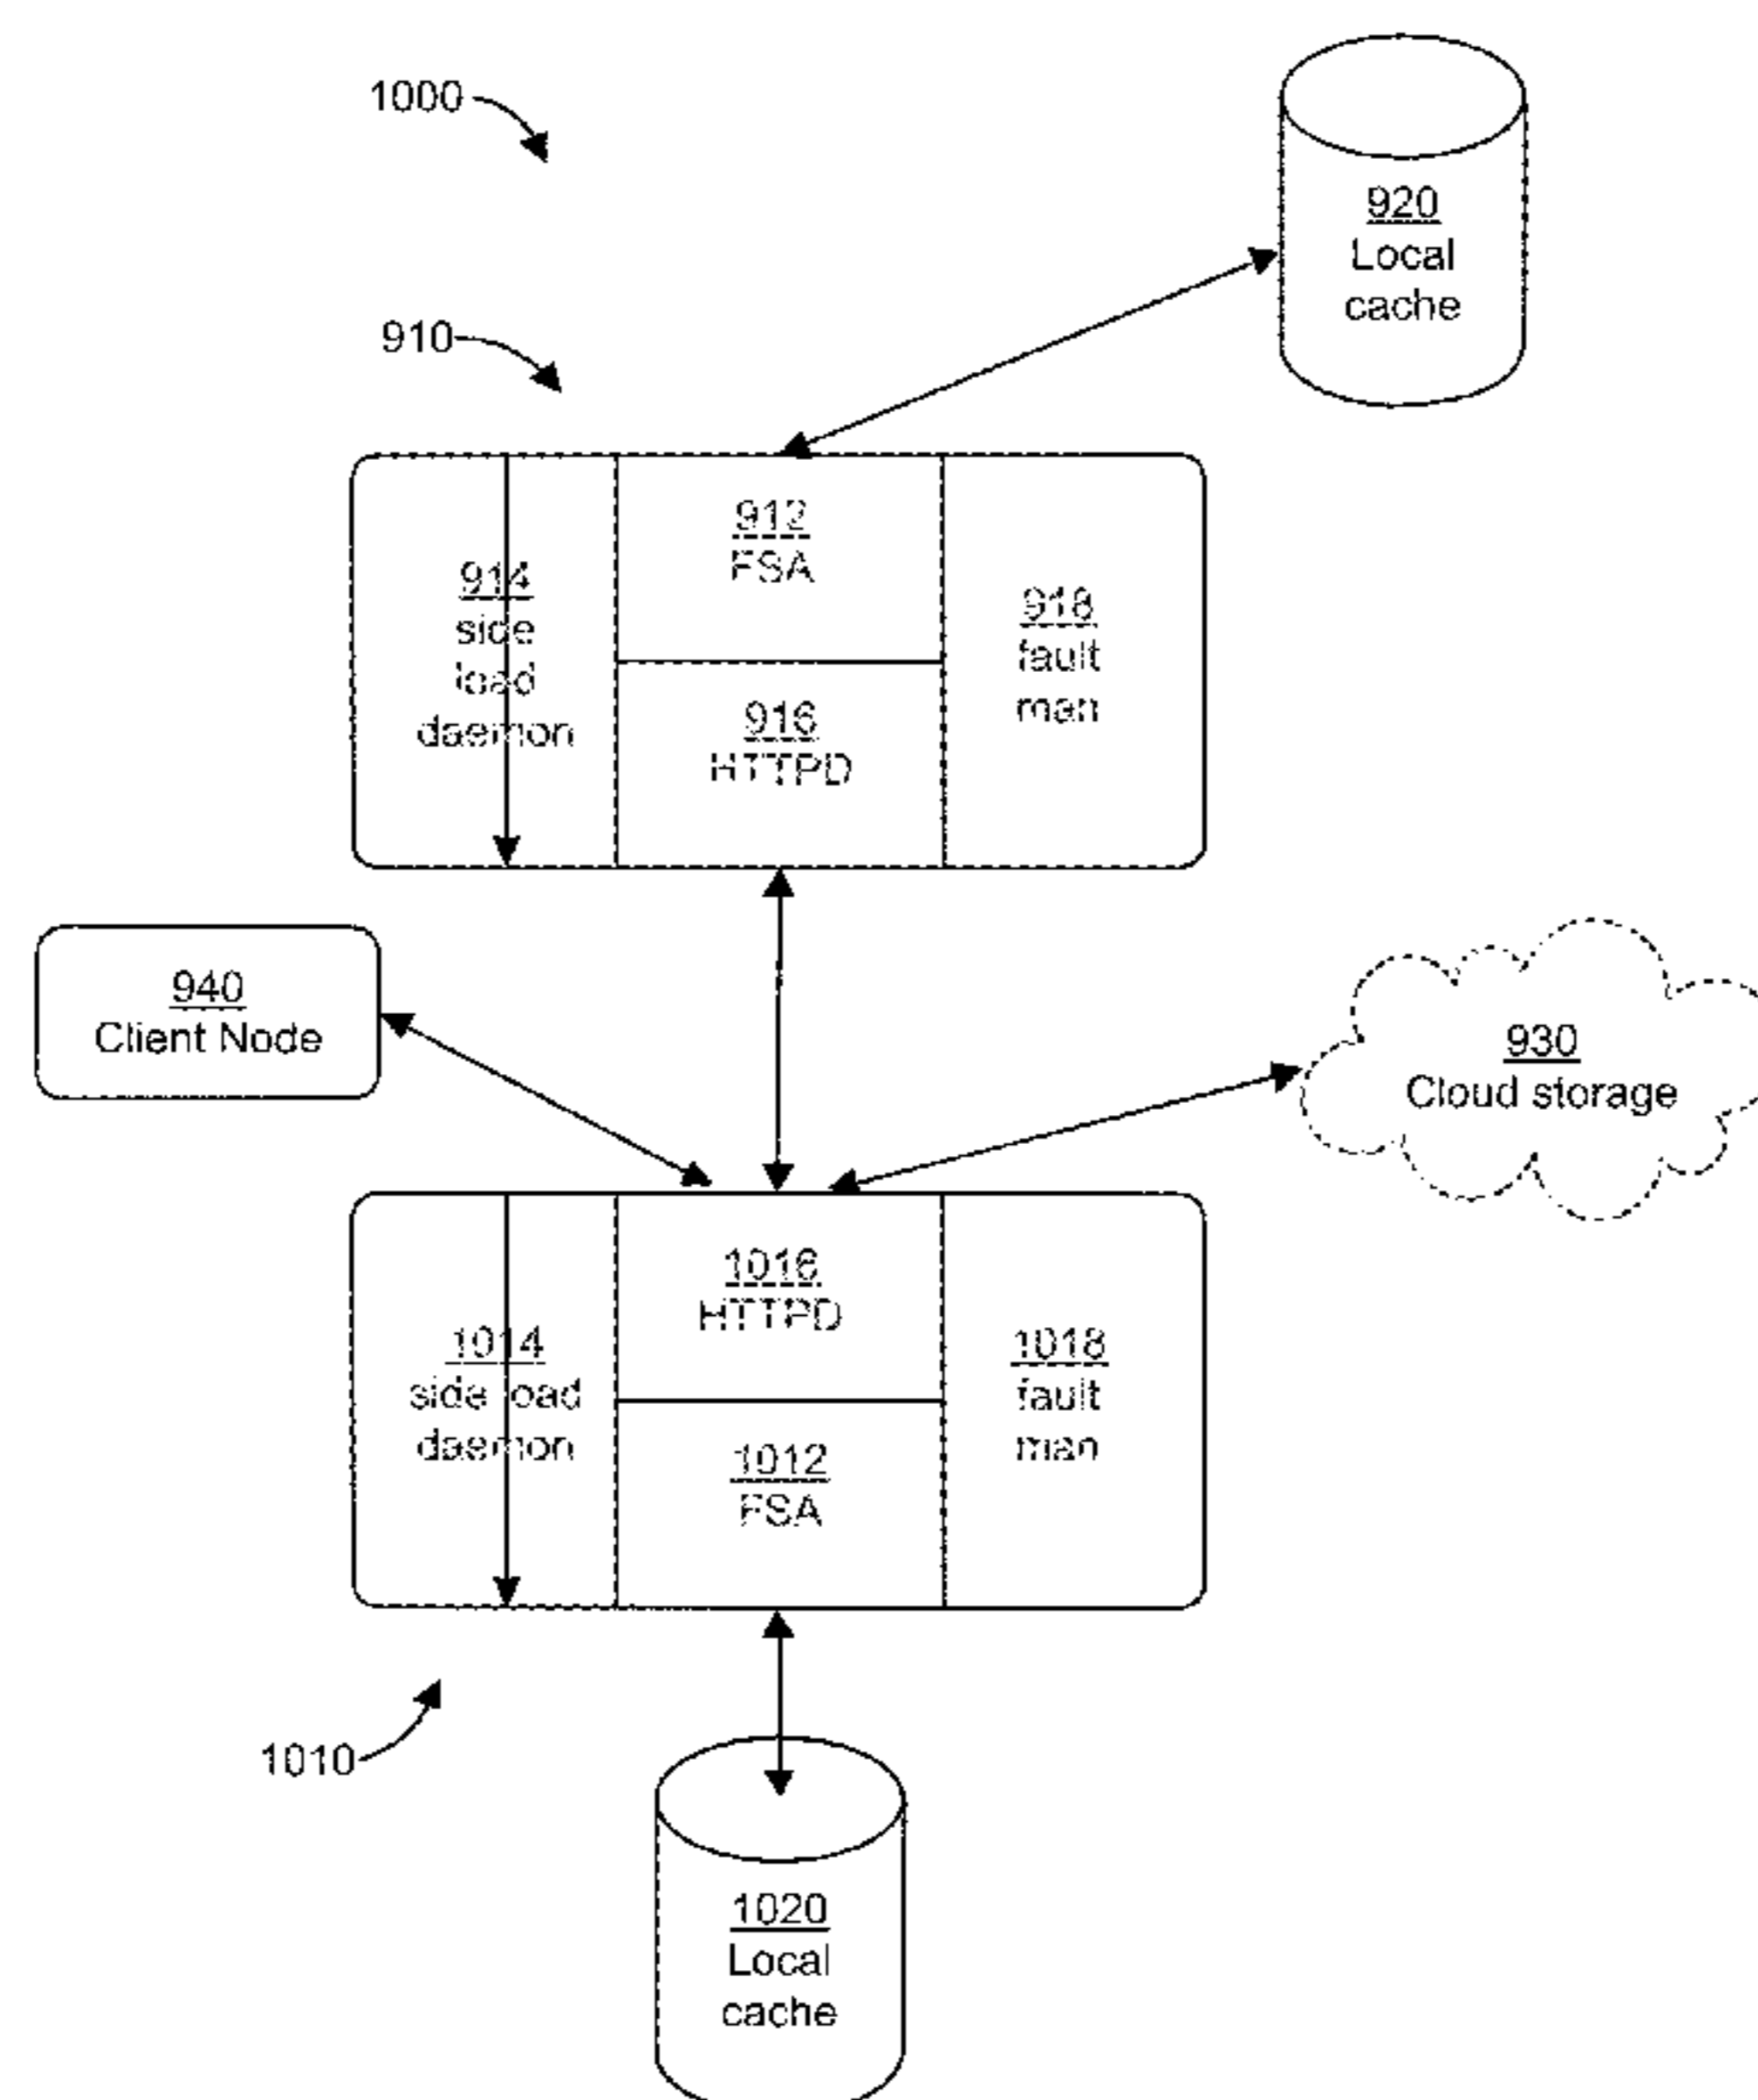 1000
920
Local
cache
910
912
FSA
914
side
load
daemon
918
fault
man
916
HTTPD
940
Client Node
930
Cloud storage
1016
HTTPD
1014
side load
daemon
1018
fault
man
1012
FSA
1010
1020
Local
cache